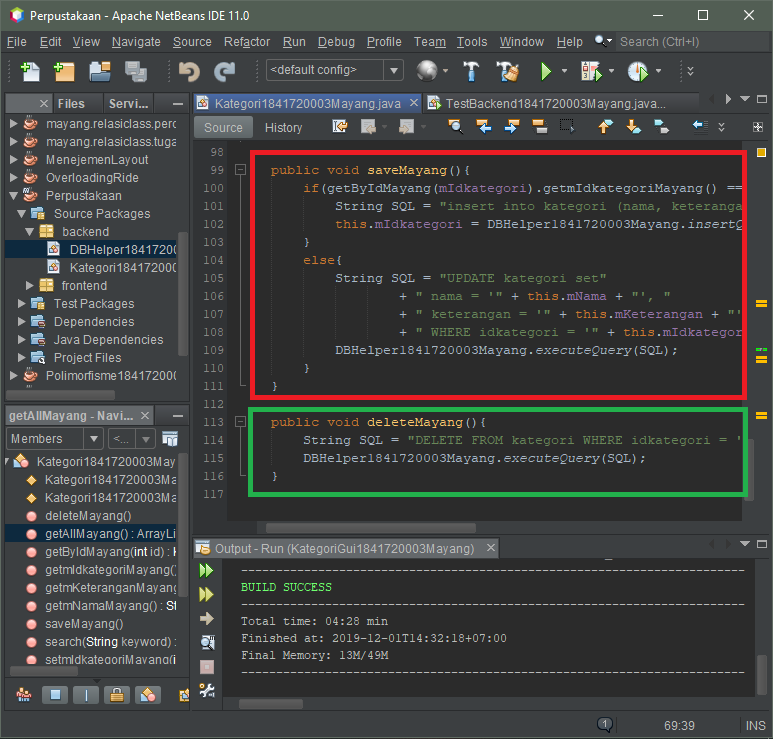 Perpustakaan - Apache NetBeans IDE 11.0
File Edit View Navigate Source Refactor Run Debug Profile Team Tools Window Help Search (Ctrl+I)
<default config>
Files Servi...
mayang.relasiclass.perc
mayang.relasiclass.tuga
MenejemenLayout
OverloadingRide
Perpustakaan
Source Packages
backend
DBHelper18417200
Kategori18417200
frontend
Test Packages
Dependencies
Java Dependencies
Project Files
Polimorfisme1841720
getAllMayang - Navi...
Members <...
Kategori1841720003May
Kategori1841720003Ma
Kategori1841720003Ma
deleteMayang()
getAllMayang() : ArrayLi
getByIdMayang(int id) : K
getmIdkategoriMayang()
getmKeteranganMayang
getmNamaMayang() : St
saveMayang()
search(String keyword) :
setmIdkategoriMayang(i
Kategori1841720003Mayang.java TestBackend1841720003Mayang.java...
Source History
98
99 public void saveMayang(){
100 if(getByIdMayang(mIdkategori).getmIdkategoriMayang() ==
101 String SQL = "insert into kategori (nama, keteranga
102 this.mIdkategori = DBHelper1841720003Mayang.insertQ
103 }
104 else{
105 String SQL = "UPDATE kategori set"
106 + " nama = '" + this.mNama + "', "
107 + " keterangan = '" + this.mKeterangan + "'
108 + " WHERE idkategori = '" + this.mIdkategor
109 DBHelper1841720003Mayang.executeQuery(SQL);
110 }
111 }
112
113 public void deleteMayang(){
114 String SQL = "DELETE FROM kategori WHERE idkategori = '
115 DBHelper1841720003Mayang.executeQuery(SQL);
116 }
117
Output - Run (KategoriGui1841720003Mayang)
------------------------------------------------------------------------
BUILD SUCCESS
------------------------------------------------------------------------
Total time: 04:28 min
Finished at: 2019-12-01T14:32:18+07:00
Final Memory: 13M/49M
------------------------------------------------------------------------
1 69:39 INS